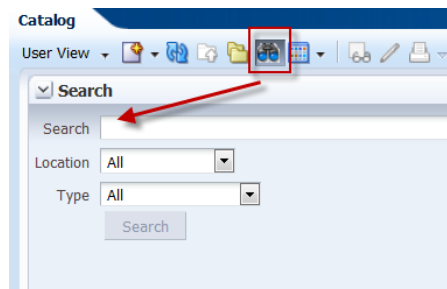 Catalog
User View
Search
Search
Location All
Type All
Search